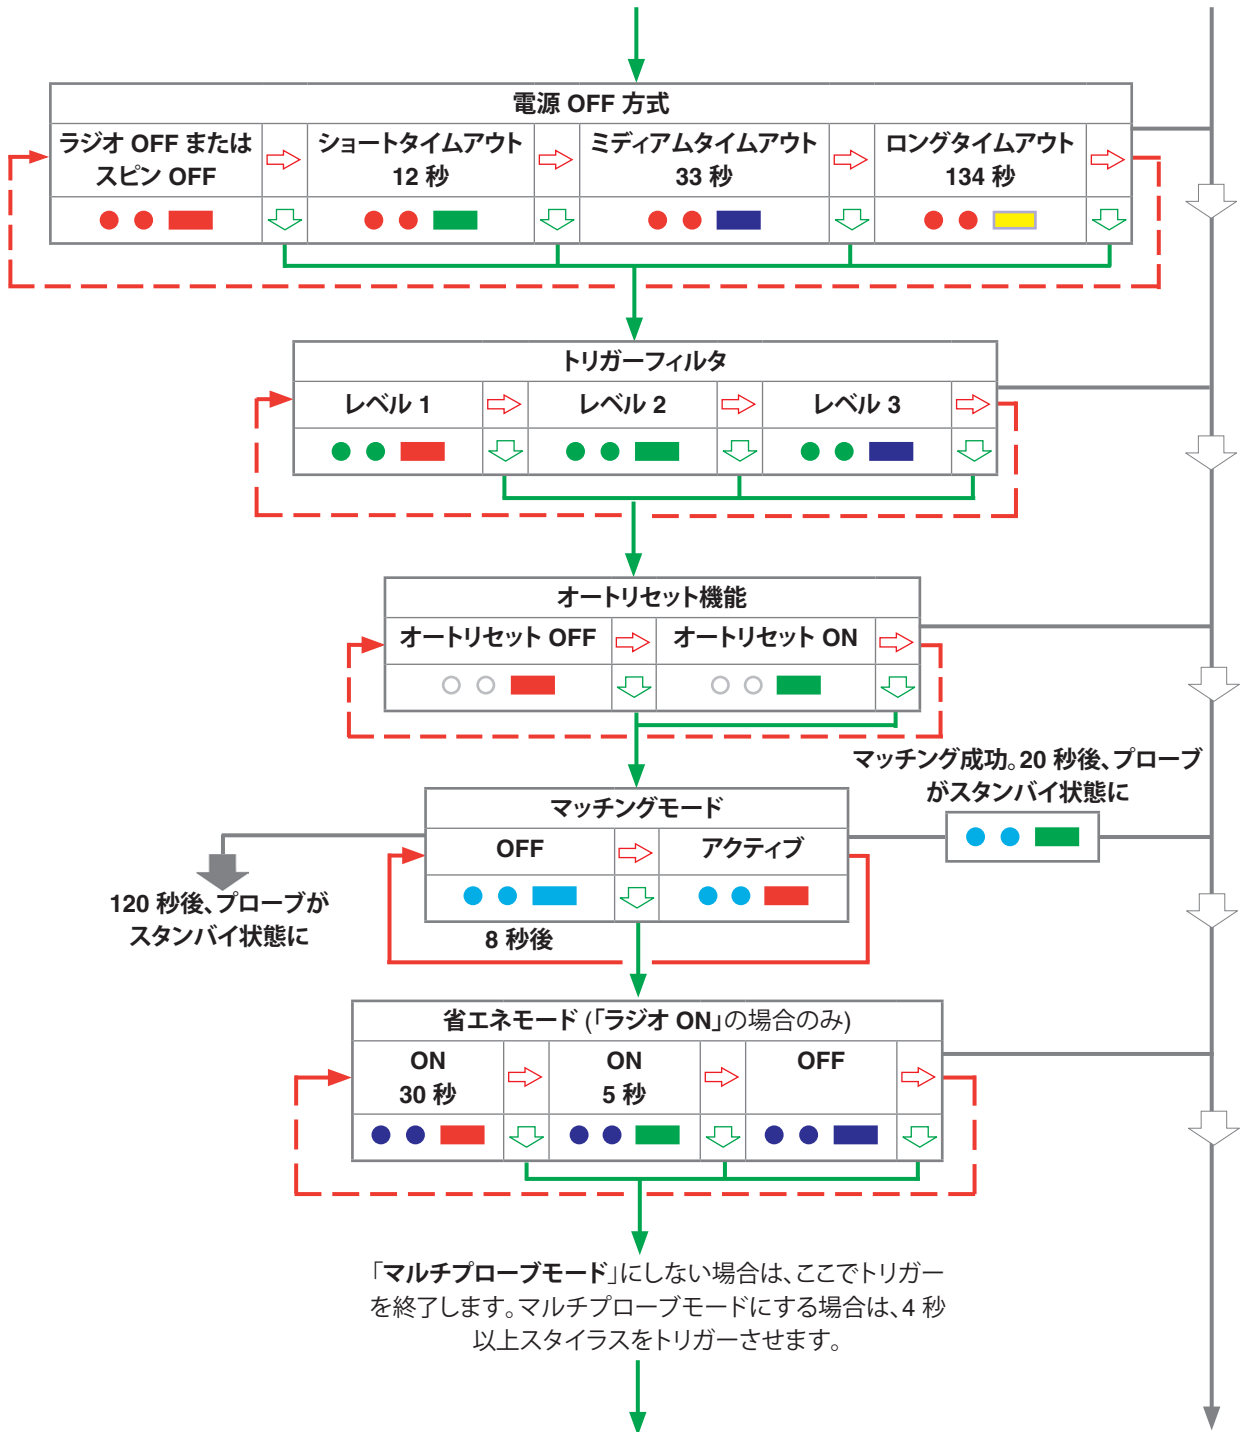 電源 OFF 方式
ラジオ OFF または
スピン OFF
ショートタイムアウト
12 秒
ミディアムタイムアウト
33 秒
ロングタイムアウト
134 秒
トリガーフィルタ
レベル 1
レベル 2
レベル 3
オートリセット機能
オートリセット OFF
オートリセット ON
マッチング成功。20 秒後、プローブ
がスタンバイ状態に
マッチングモード
OFF
アクティブ
120 秒後、プローブが
スタンバイ状態に
8 秒後
省エネモード (「ラジオ ON」の場合のみ)
ON
30 秒
ON
5 秒
OFF
「マルチプローブモード」にしない場合は、ここでトリガー
を終了します。マルチプローブモードにする場合は、4 秒
以上スタイラスをトリガーさせます。